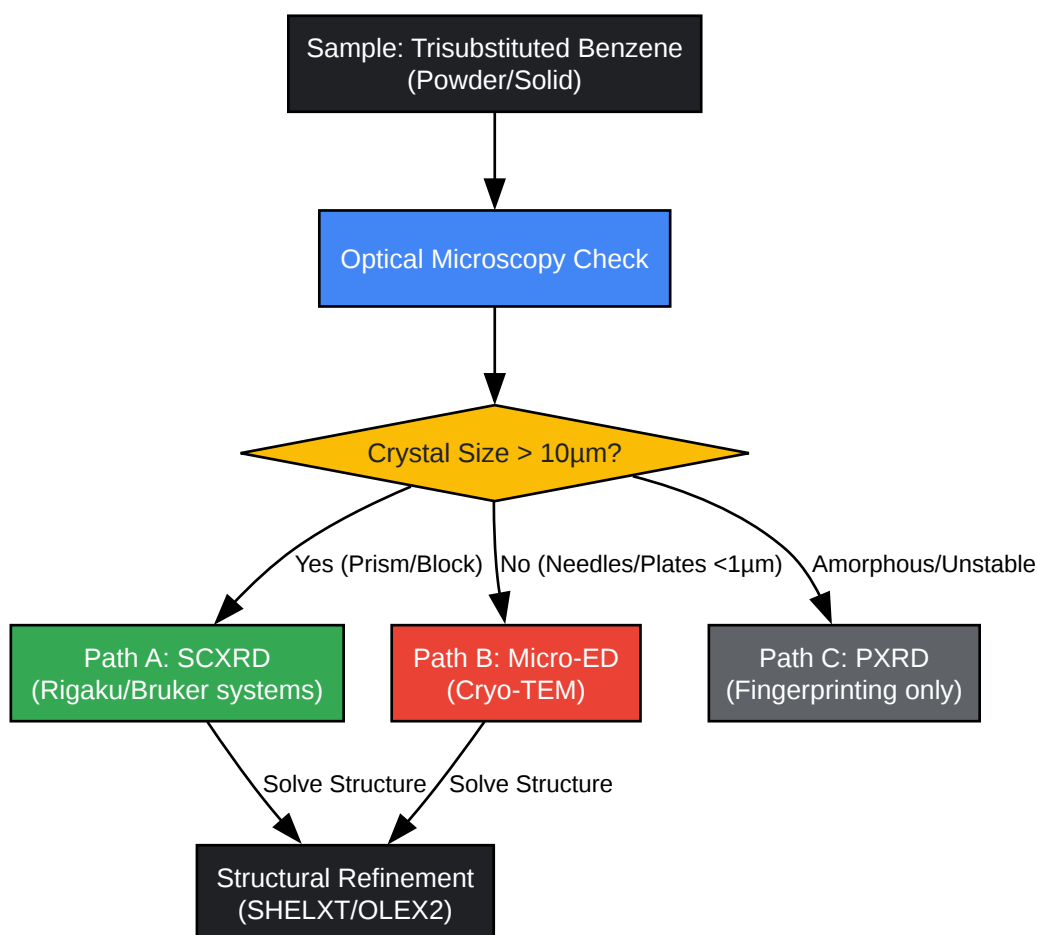 Sample: Trisubstituted Benzene
(Powder/Solid)
Optical Microscopy Check
Crystal Size > 10µm?
Yes (Prism/Block)
No (Needles/Plates <1µm)
Amorphous/Unstable
Path A: SCXRD
(Rigaku/Bruker systems)
Path B: Micro-ED
(Cryo-TEM)
Path C: PXRD
(Fingerprinting only)
Solve Structure
Solve Structure
Structural Refinement
(SHELXT/OLEX2)